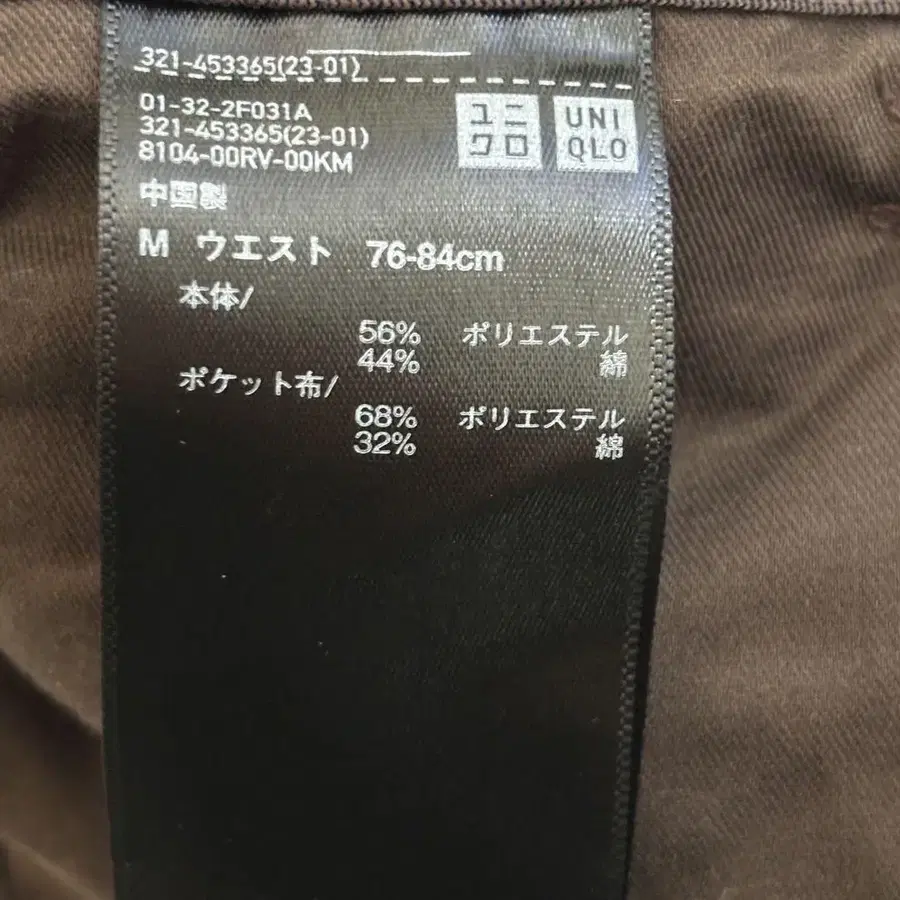 321-453365(23-01)
01-32-2F031A
321-453365(23-01)
8104-00RV-00KM
ユニ
クロ
UNI
QLO
中国製
M ウエスト 76-84cm
本体/
56% ポリエステル
44% 綿
ポケット布/
68% ポリエステル
32% 綿